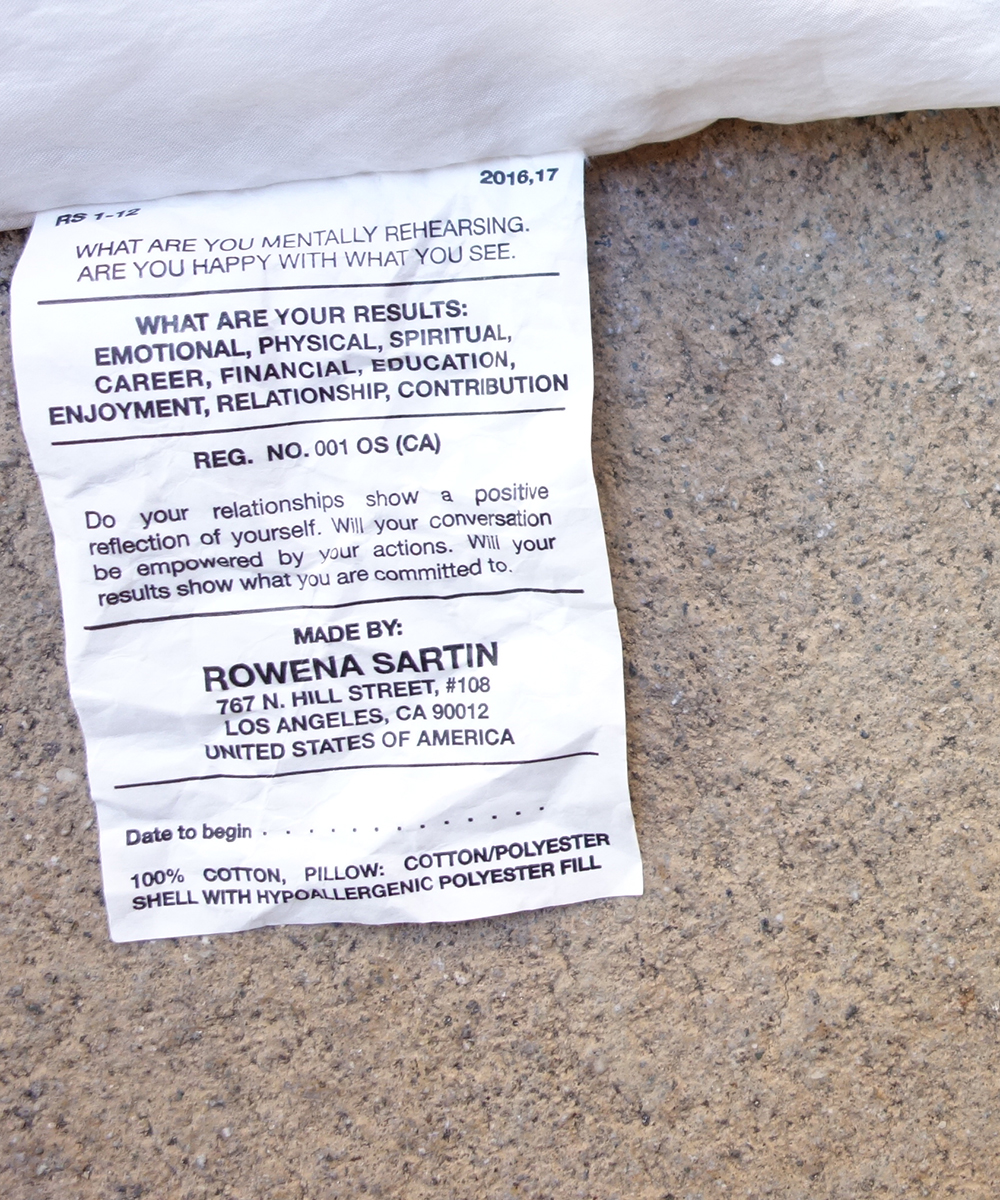 2016,17
RS 1-12
WHAT ARE YOU MENTALLY REHEARSING.
ARE YOU HAPPY WITH WHAT YOU SEE.
WHAT ARE YOUR RESULTS:
EMOTIONAL, PHYSICAL, SPIRITUAL,
CAREER, FINANCIAL, EDUCATION,
ENJOYMENT, RELATIONSHIP, CONTRIBUTION
REG. NO. 001 OS (CA)
Do your relationships show a positive
reflection of yourself. Will your conversation
be empowered by your actions. Will your
results show what you are committed to.
MADE BY:
ROWENA SARTIN
767 N. HILL STREET, #108
LOS ANGELES, CA 90012
UNITED STATES OF AMERICA
Date to begin . . . . . . . . . . . . .
100% COTTON, PILLOW: COTTON/POLYESTER
SHELL WITH HYPOALLERGENIC POLYESTER FILL